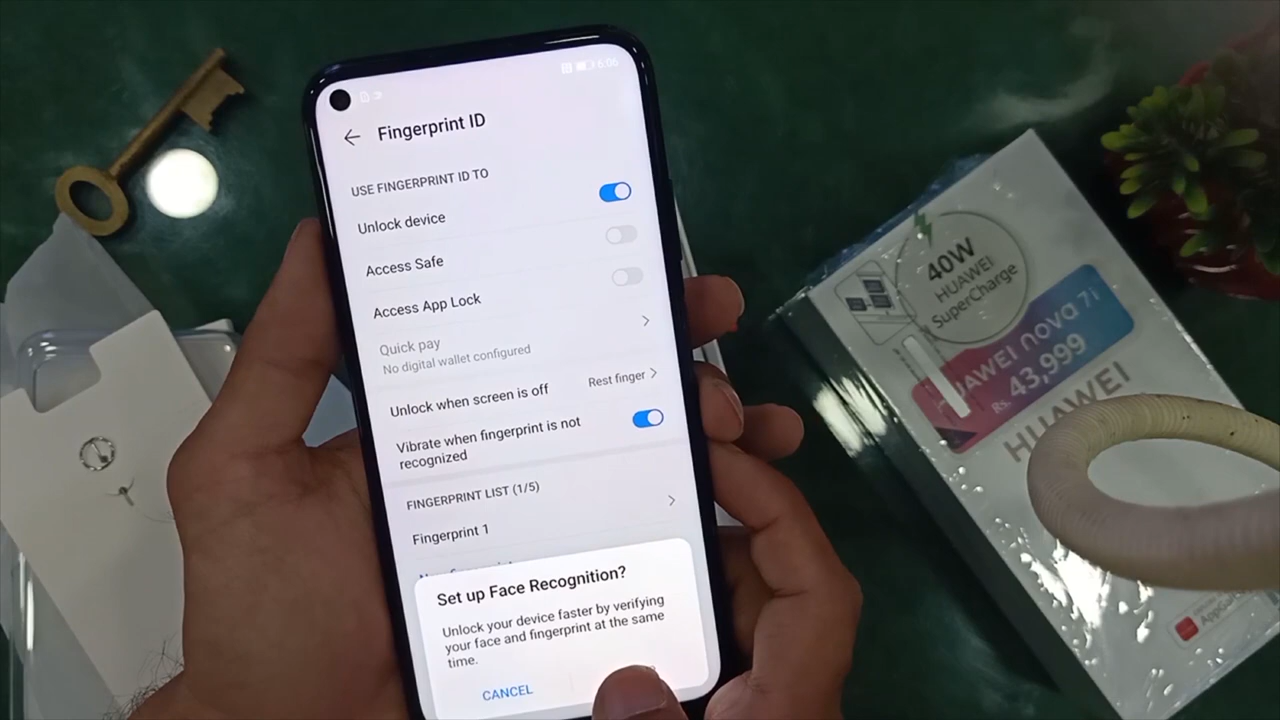 6:06
Fingerprint ID
USE FINGERPRINT ID TO
Unlock device
Access Safe
Access App Lock
Quick pay
No digital wallet configured
Unlock when screen is off
Rest finger
Vibrate when fingerprint is not
recognized
FINGERPRINT LIST (1/5)
Fingerprint 1
Set up Face Recognition?
Unlock your device faster by verifying
your face and fingerprint at the same
time.
CANCEL
40W
HUAWEI
SuperCharge
HUAWEI nova 7i
Rs. 43,999
HUAWEI